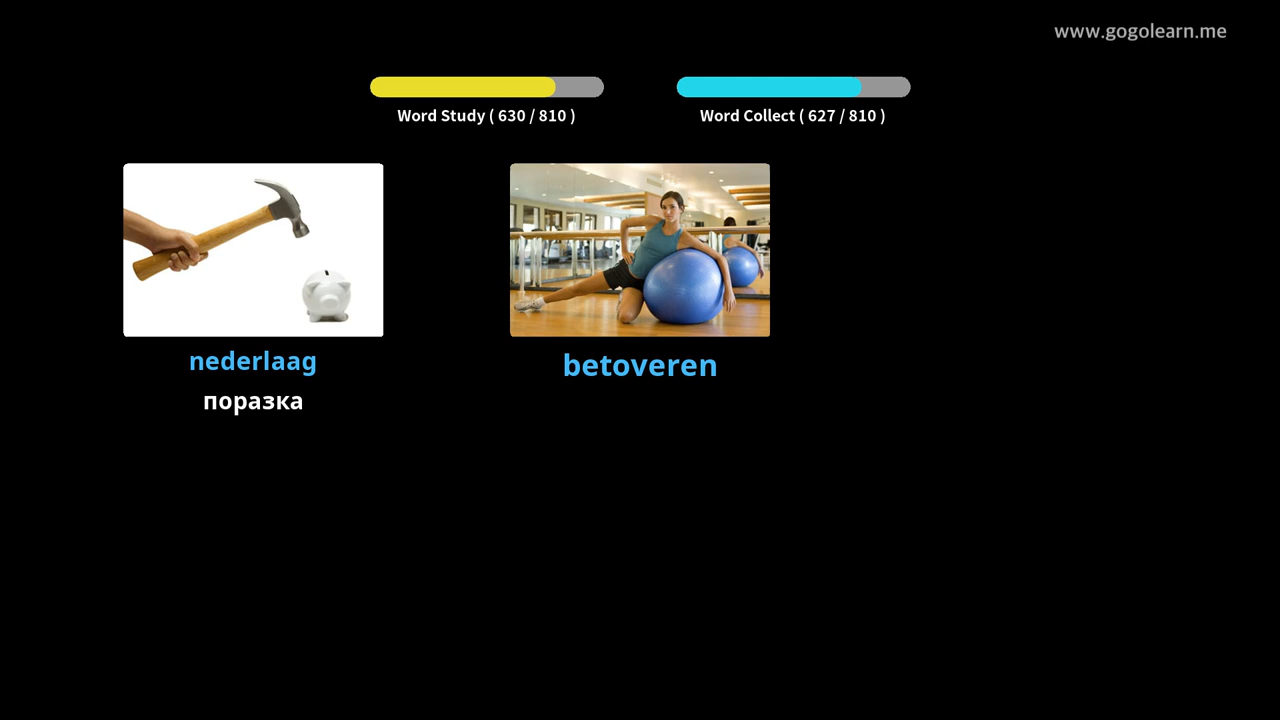 www.gogolearn.me
Word Study ( 630 / 810 )
Word Collect ( 627 / 810 )
nederlaag
поразка
betoveren